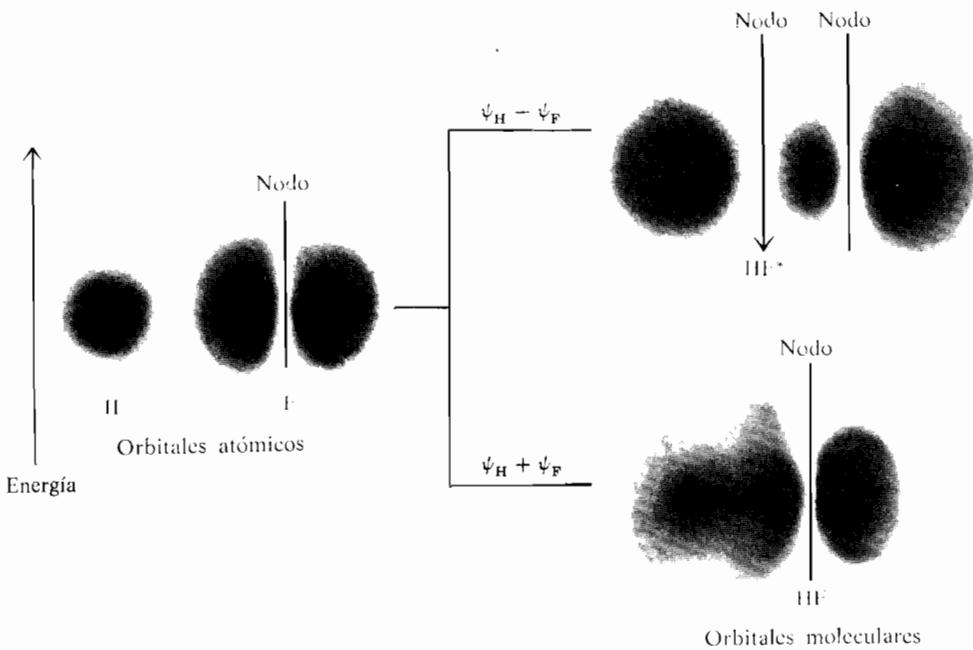 Nodo Nodo
ψH − ψF
HF*
Nodo
H F
Orbitales atómicos
Energía
Nodo
ψH + ψF
HF
Orbitales moleculares